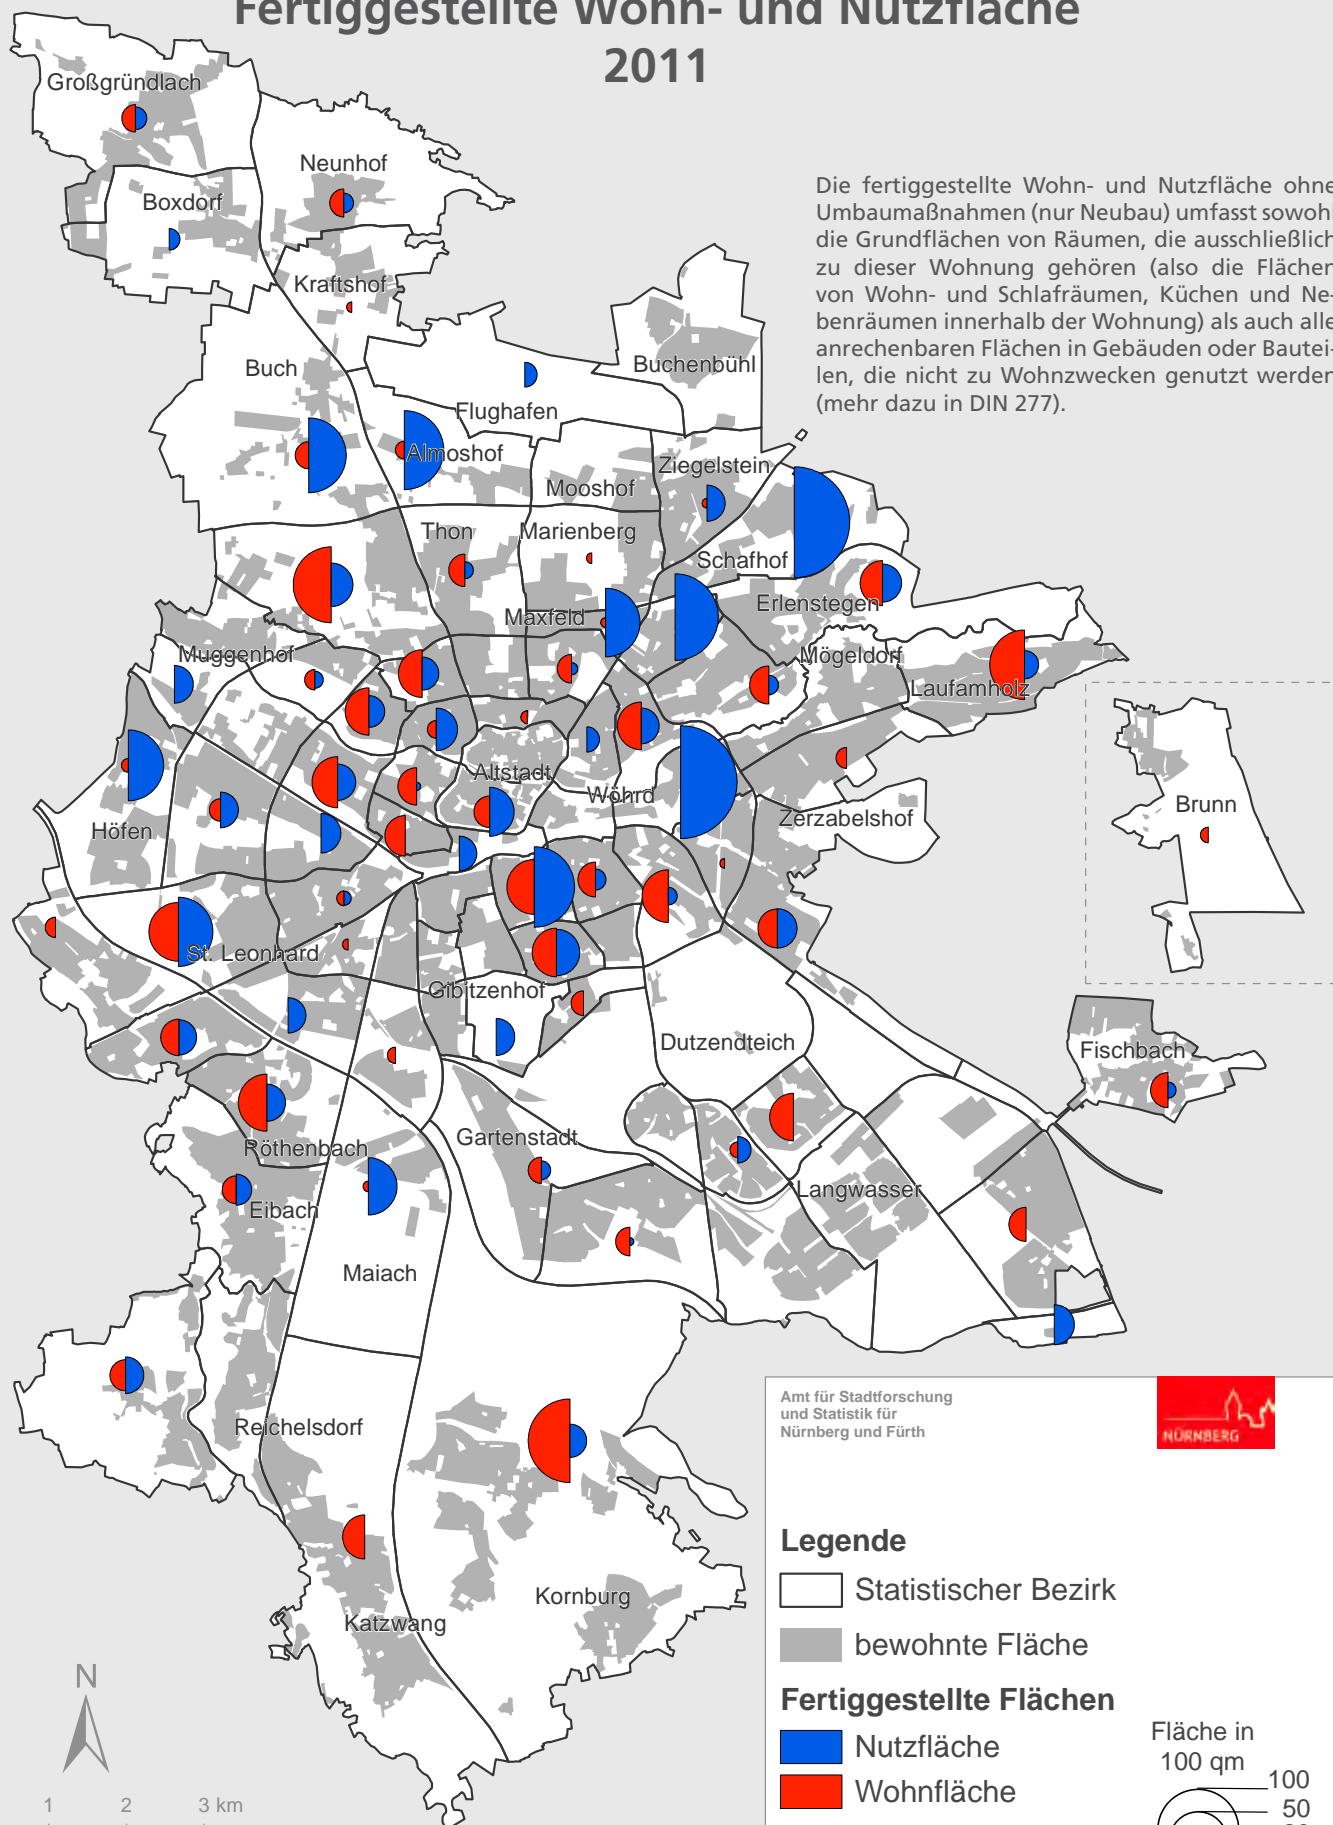 Fertiggestellte Wohn- und Nutzfläche
2011
Großgründlach
Neunhof
Boxdorf
Kraftshof
Die fertiggestellte Wohn- und Nutzfläche ohne
Umbaumaßnahmen (nur Neubau) umfasst sowohl
die Grundflächen von Räumen, die ausschließlich
zu dieser Wohnung gehören (also die Flächen
von Wohn- und Schlafräumen, Küchen und Ne-
benräumen innerhalb der Wohnung) als auch alle
anrechenbaren Flächen in Gebäuden oder Bautei-
len, die nicht zu Wohnzwecken genutzt werden
(mehr dazu in DIN 277).
Buch
Buchenbühl
Flughafen
Almoshof
Ziegelstein
Mooshof
Thon
Marienberg
Schafhof
Erlenstegen
Maxfeld
Muggenhof
Mögeldorf
Laufamholz
Altstadt
Wöhrd
Brunn
Höfen
Zerzabelshof
St. Leonhard
Gibitzenhof
Dutzendteich
Fischbach
Gartenstadt
Röthenbach
Langwasser
Eibach
Maiach
Reichelsdorf
Kornburg
Katzwang
Amt für Stadtforschung
und Statistik für
Nürnberg und Fürth
NÜRNBERG
Legende
Statistischer Bezirk
bewohnte Fläche
Fertiggestellte Flächen
Nutzfläche
Wohnfläche
Fläche in
100 qm
100
50
N
1 2 3 km